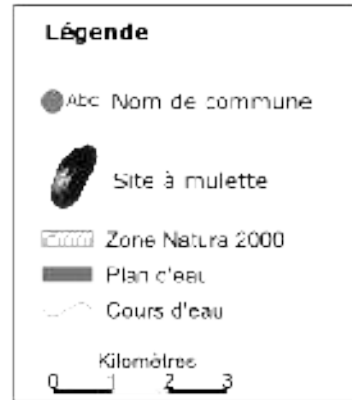 Légende
Abc Nom de commune
Site à mulette
Zone Natura 2000
Plan d'eau
Cours d'eau
Kilomètres
0 1 2 3